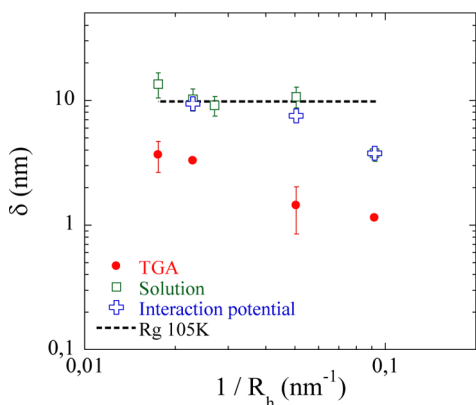 100
10
1
0,1
δ (nm)
TGA
Solution
Interaction potential
Rg 105K
0,01
0,1
1 / R_h (nm⁻¹)